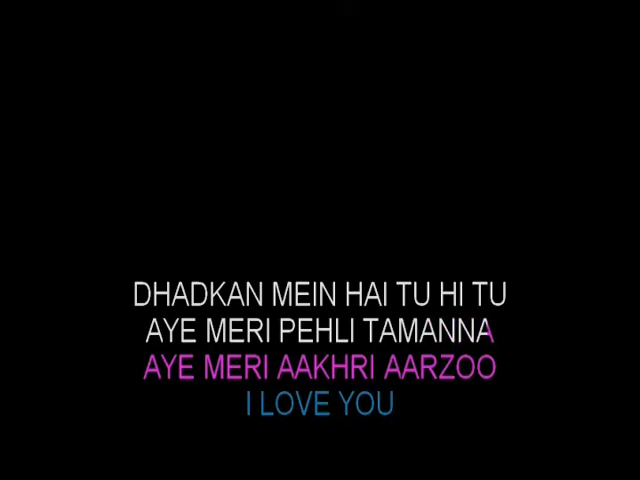 DHADKAN MEIN HAI TU HI TU
AYE MERI PEHLI TAMANNA
AYE MERI AAKHRI AARZOO
I LOVE YOU